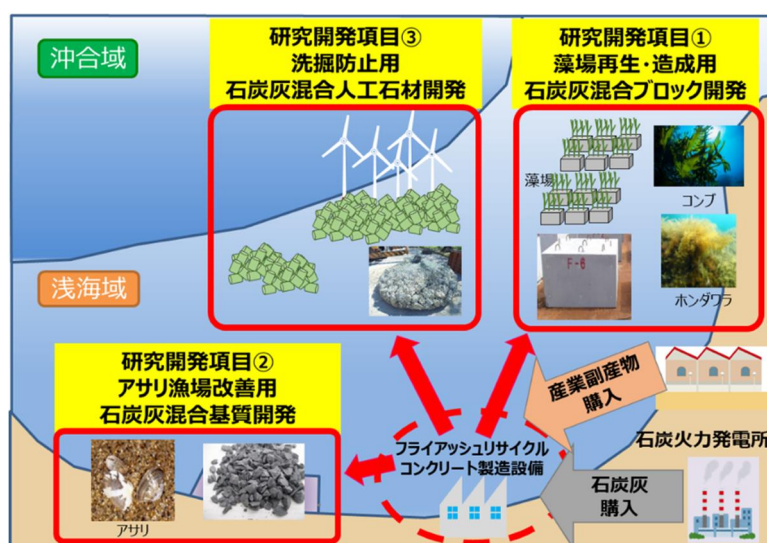 沖合域
研究開発項目③
洗掘防止用
石炭灰混合人工石材開発
研究開発項目①
藻場再生・造成用
石炭灰混合ブロック開発
藻場
コンブ
F-6
ホンダワラ
浅海域
研究開発項目②
アサリ漁場改善用
石炭灰混合基質開発
アサリ
産業副産物
購入
フライアッシュリサイクル
コンクリート製造設備
石炭火力発電所
石炭灰
購入